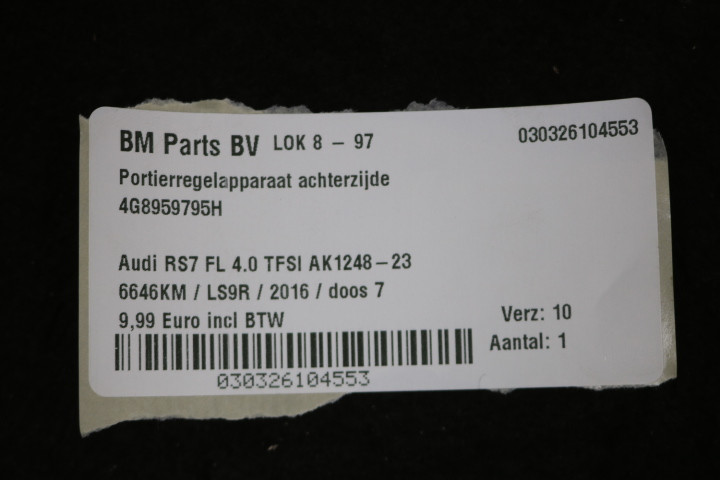 BM Parts BV LOK 8 - 97 030326104553
Portierregelapparaat achterzijde
4G8959795H
Audi RS7 FL 4.0 TFSI AK1248-23
6646KM / LS9R / 2016 / doos 7
9,99 Euro incl BTW Verz: 10
Aantal: 1
030326104553